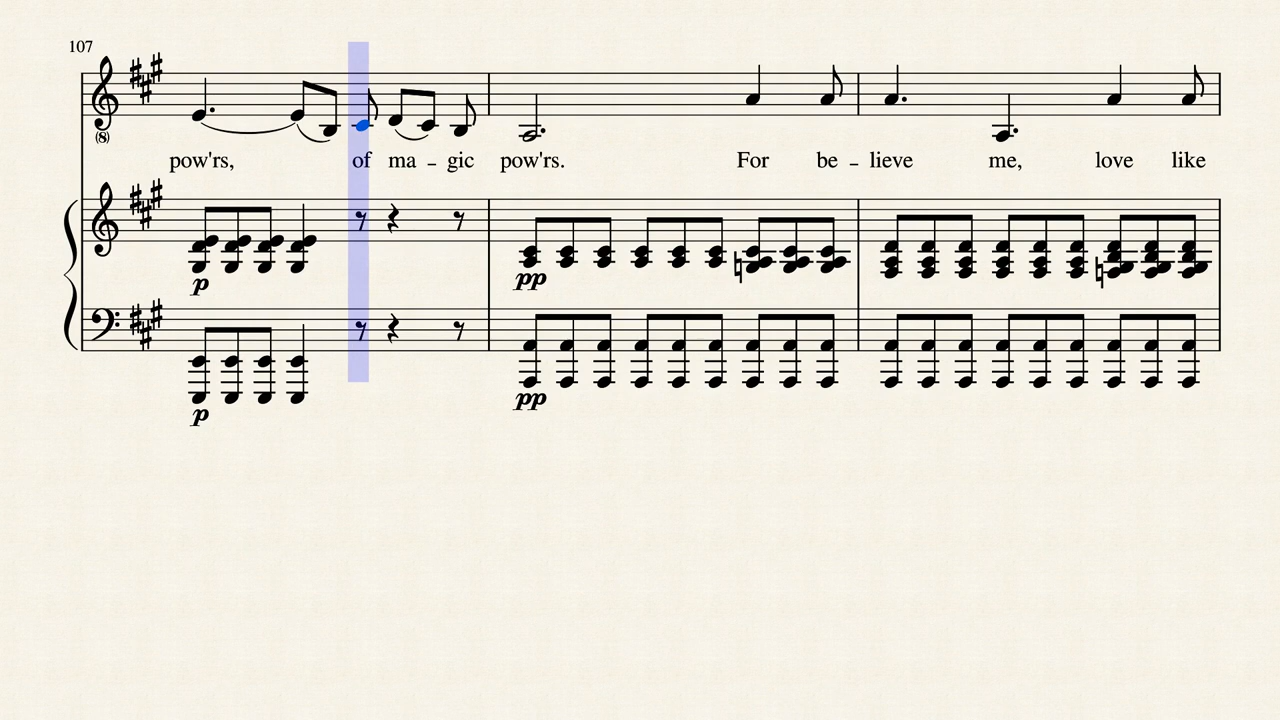 107
(8)
pow'rs, of ma – gic pow'rs. For be – lieve me, love like
p pp
p pp